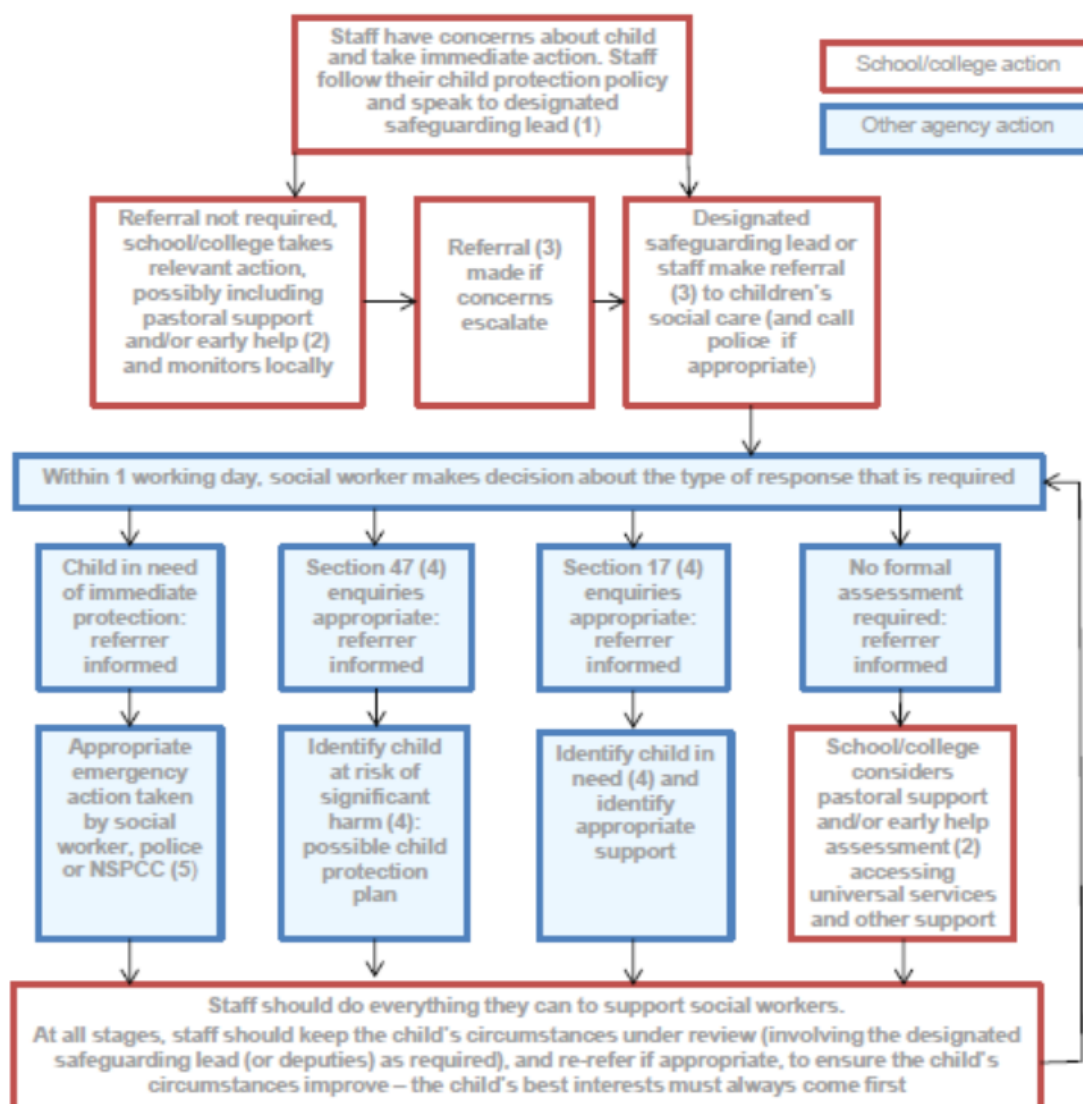 Staff have concerns about child
and take immediate action. Staff
follow their child protection policy
and speak to designated
safeguarding lead (1)
School/college action
Other agency action
Referral not required,
school/college takes
relevant action,
possibly including
pastoral support
and/or early help (2)
and monitors locally
Referral (3)
made if
concerns
escalate
Designated
safeguarding lead or
staff make referral
(3) to children's
social care (and call
police if
appropriate)
Within 1 working day, social worker makes decision about the type of response that is required
Child in need
of immediate
protection:
referrer
informed
Section 47 (4)
enquiries
appropriate:
referrer
informed
Section 17 (4)
enquiries
appropriate:
referrer
informed
No formal
assessment
required:
referrer
informed
Appropriate
emergency
action taken
by social
worker, police
or NSPCC (5)
Identify child
at risk of
significant
harm (4):
possible child
protection
plan
Identify child in
need (4) and
identify
appropriate
support
School/college
considers
pastoral support
and/or early help
assessment (2)
accessing
universal services
and other support
Staff should do everything they can to support social workers.
At all stages, staff should keep the child's circumstances under review (involving the designated
safeguarding lead (or deputies) as required), and re-refer if appropriate, to ensure the child's
circumstances improve – the child's best interests must always come first